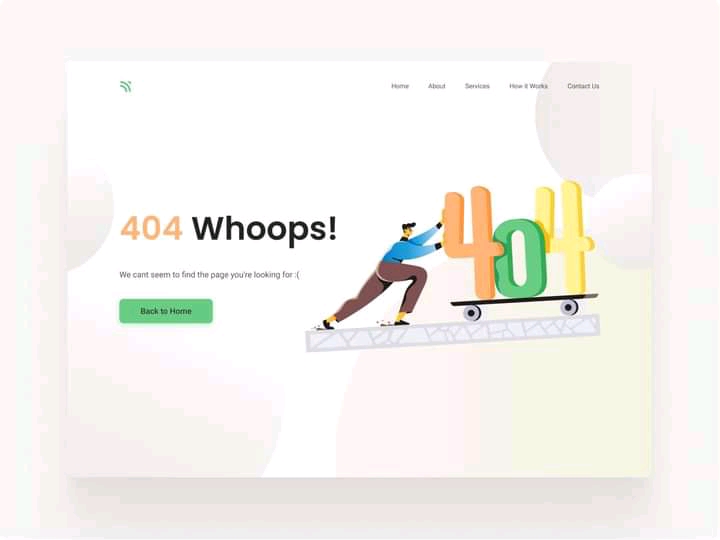 Home About Services How it Works Contact Us
404 Whoops!
404
We cant seem to find the page you're looking for :(
Back to Home